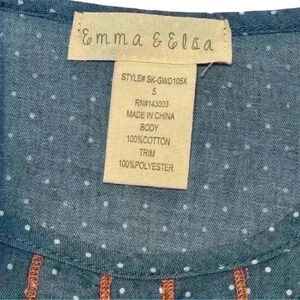 Emma & Elsa
STYLE# SK-GWD105X
5
RN#143003
MADE IN CHINA
BODY
100%COTTON
TRIM
100%POLYESTER